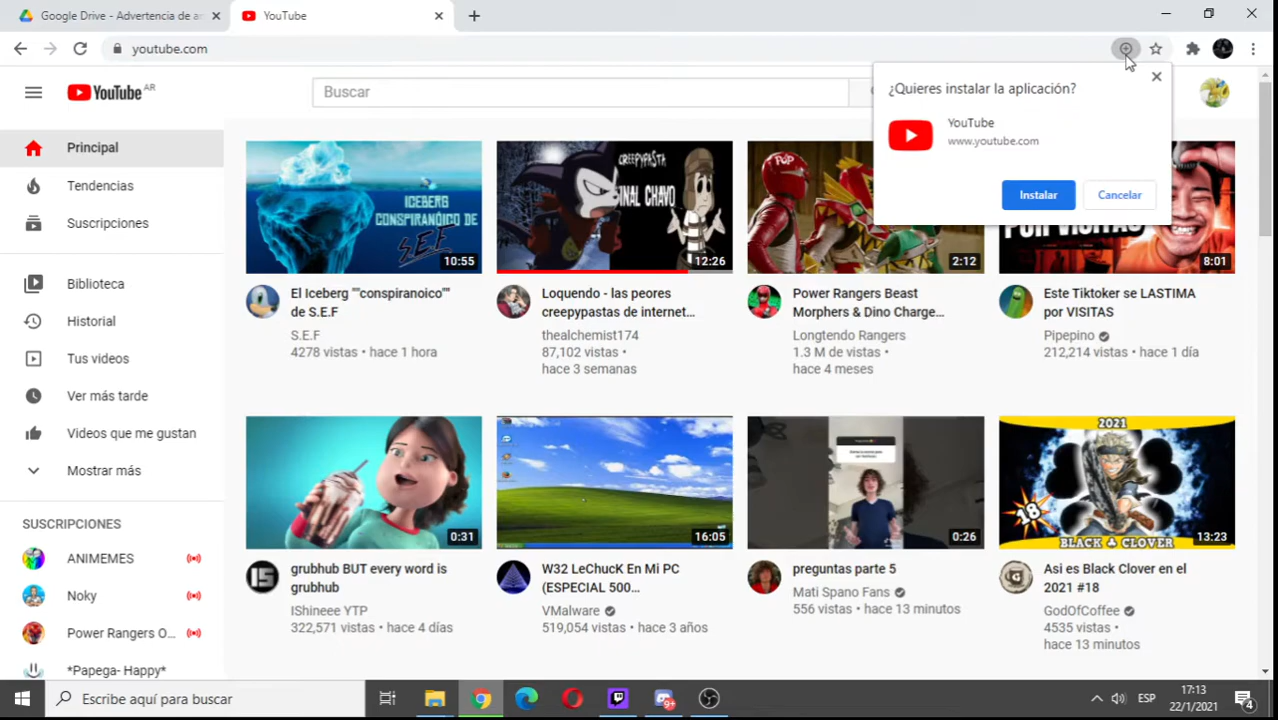 Google Drive - Advertencia de an
YouTube
youtube.com
¿Quieres instalar la aplicación?
YouTube
www.youtube.com
Instalar
Cancelar
YouTube AR
Buscar
Principal
Tendencias
Suscripciones
Biblioteca
Historial
Tus videos
Ver más tarde
Videos que me gustan
Mostrar más
SUSCRIPCIONES
ANIMEMES
Noky
Power Rangers O...
*Papega- Happy*
ICEBERG
CONSPIRANÓICO DE
S.E.F
10:55
El Iceberg ""conspiranoico""
de S.E.F
S.E.F
4278 vistas • hace 1 hora
CREEPYPASTA
INAL CHAVO
12:26
Loquendo - las peores
creepypastas de internet...
thealchemist174
87,102 vistas •
hace 3 semanas
2:12
Power Rangers Beast
Morphers & Dino Charge...
Longtendo Rangers
1.3 M de vistas •
hace 4 meses
POR VISITAS
8:01
Este Tiktoker se LASTIMA
por VISITAS
Pipepino
212,214 vistas • hace 1 día
0:31
grubhub BUT every word is
grubhub
IShineee YTP
322,571 vistas • hace 4 días
16:05
W32 LeChucK En Mi PC
(ESPECIAL 500...
VMalware
519,054 vistas • hace 3 años
0:26
preguntas parte 5
Mati Spano Fans
556 vistas • hace 13 minutos
2021
18
BLACK CLOVER
13:23
Asi es Black Clover en el
2021 #18
GodOfCoffee
4535 vistas •
hace 13 minutos
Escribe aquí para buscar
9+
ESP
17:13
22/1/2021
4